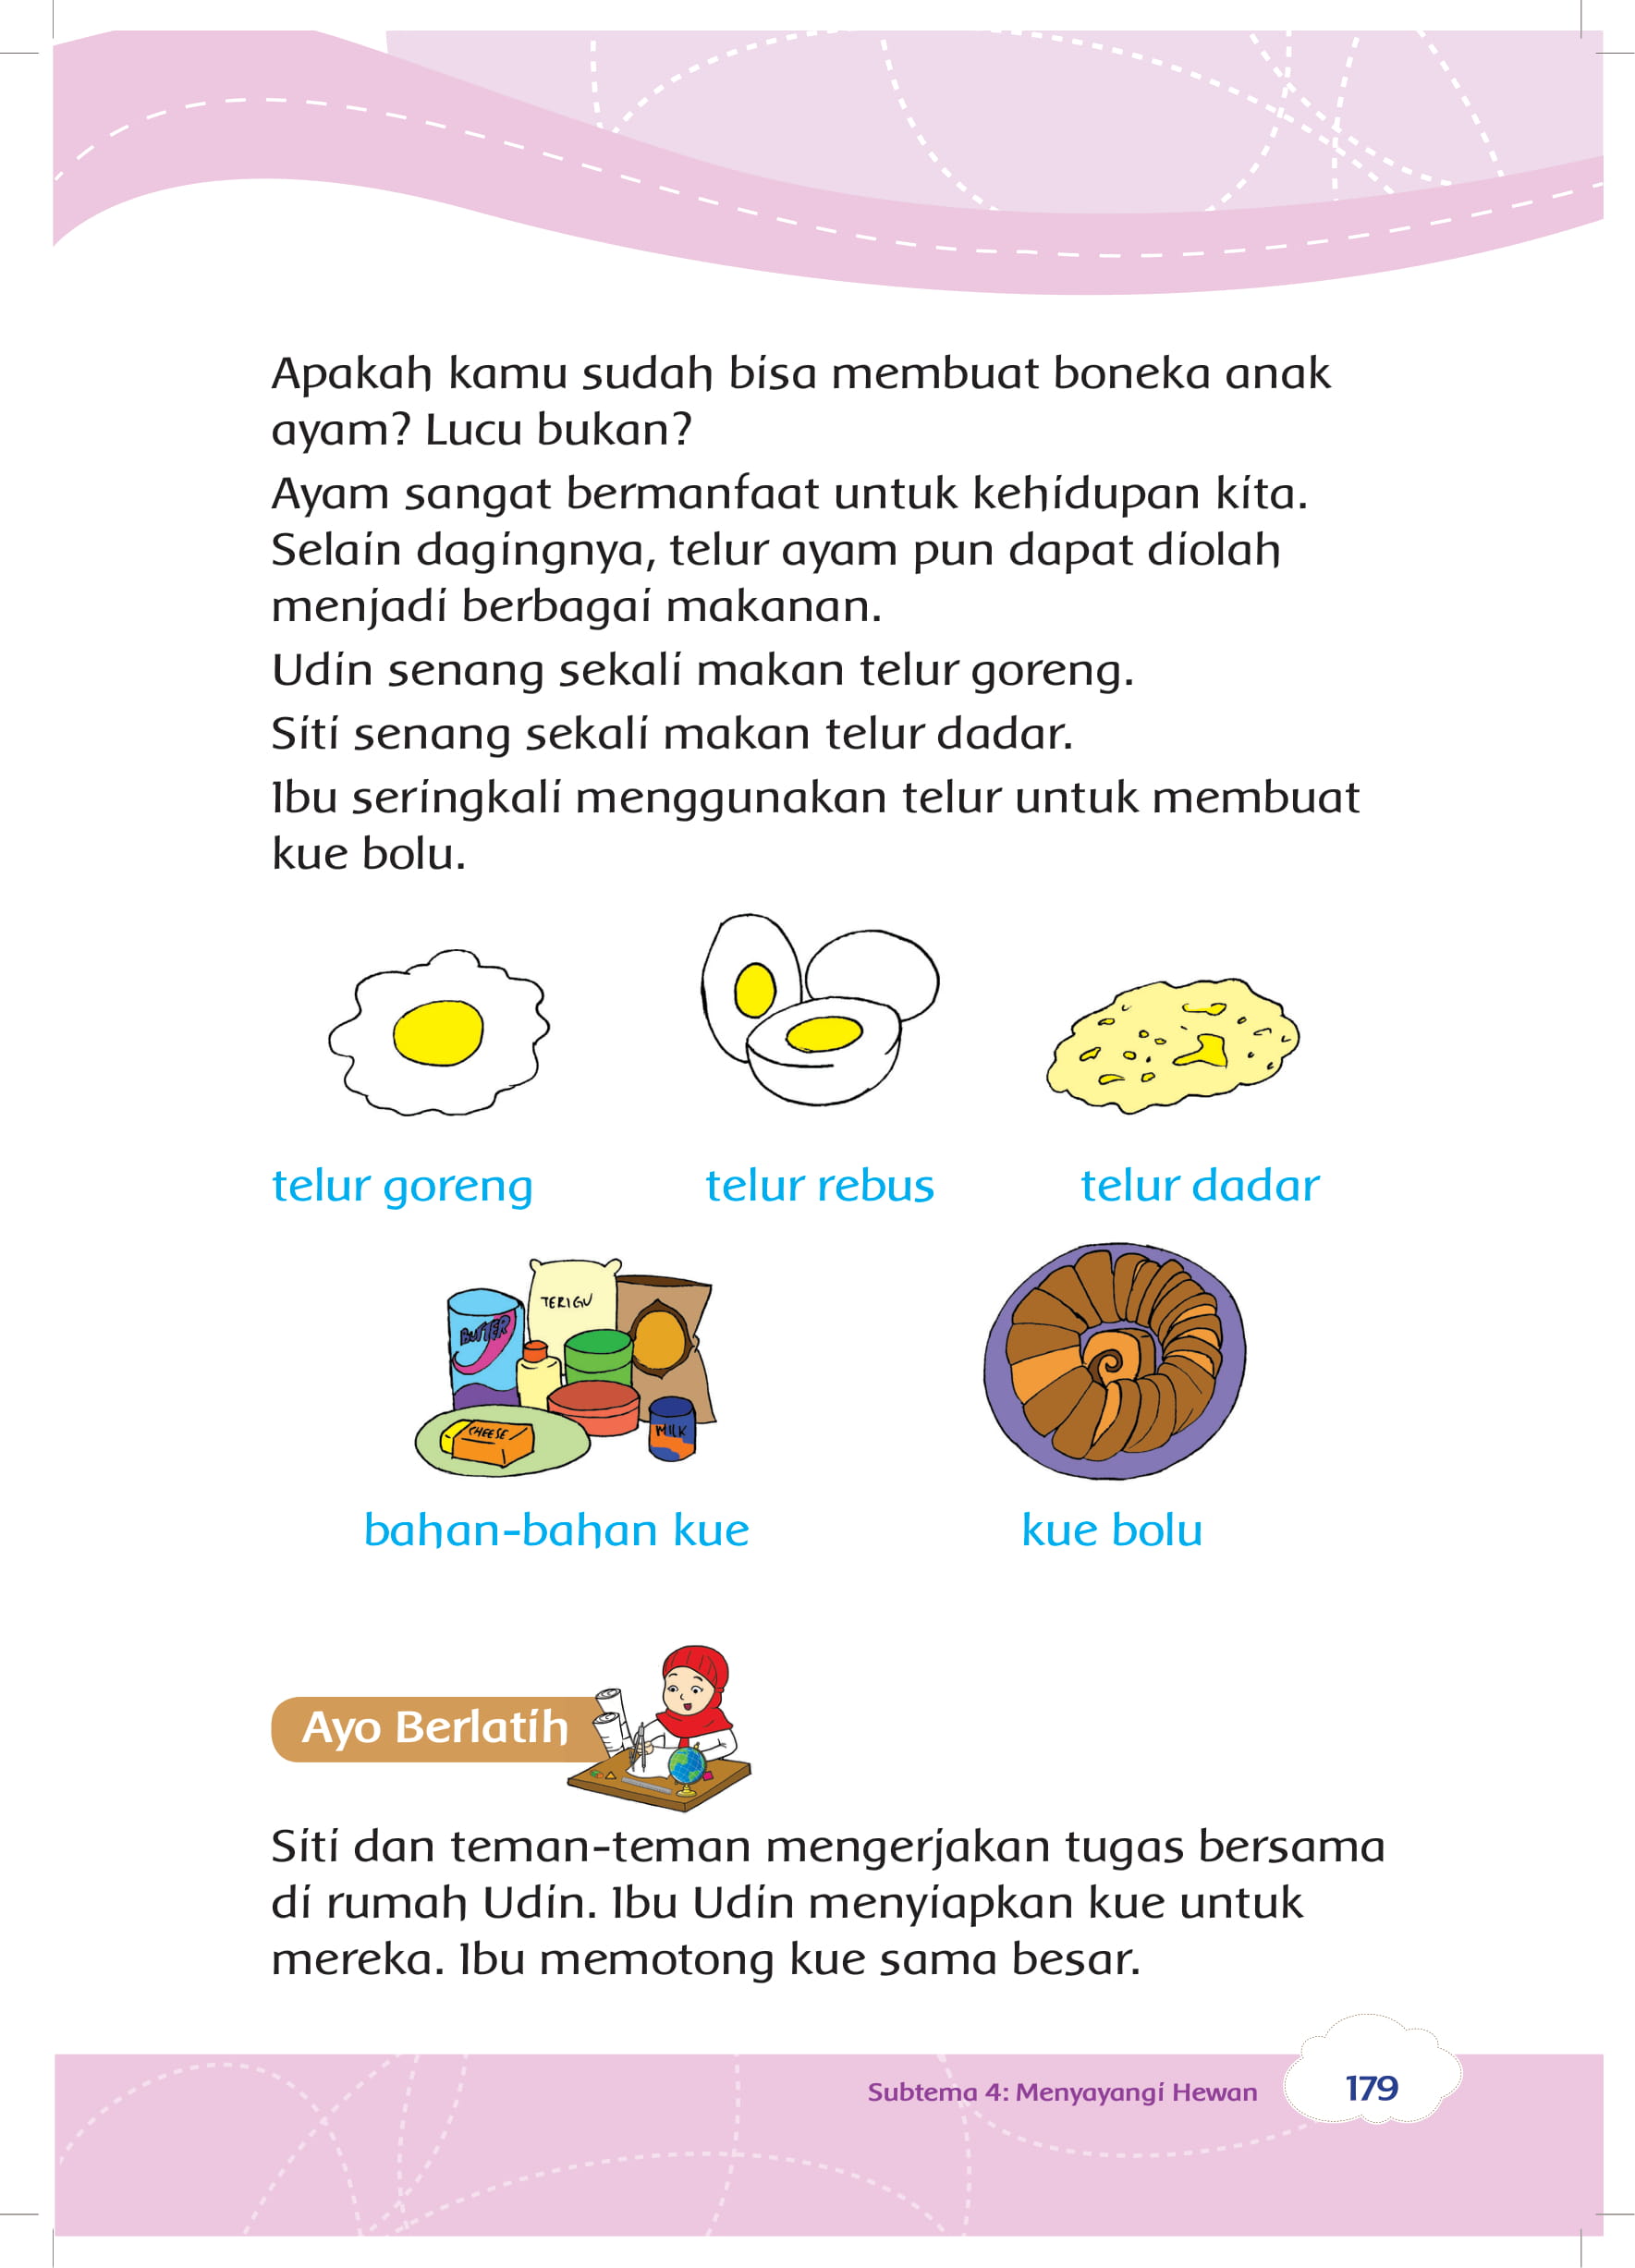 Apakah kamu sudah bisa membuat boneka anak
ayam? Lucu bukan?
Ayam sangat bermanfaat untuk kehidupan kita.
Selain dagingnya, telur ayam pun dapat diolah
menjadi berbagai makanan.
Udin senang sekali makan telur goreng.
Siti senang sekali makan telur dadar.
Ibu seringkali menggunakan telur untuk membuat
kue bolu.
telur goreng
telur rebus
telur dadar
TERIGU
BUTTER
CHEESE
MILK
bahan-bahan kue
kue bolu
Ayo Berlatih
Siti dan teman-teman mengerjakan tugas bersama
di rumah Udin. Ibu Udin menyiapkan kue untuk
mereka. Ibu memotong kue sama besar.
Subtema 4: Menyayangi Hewan
179